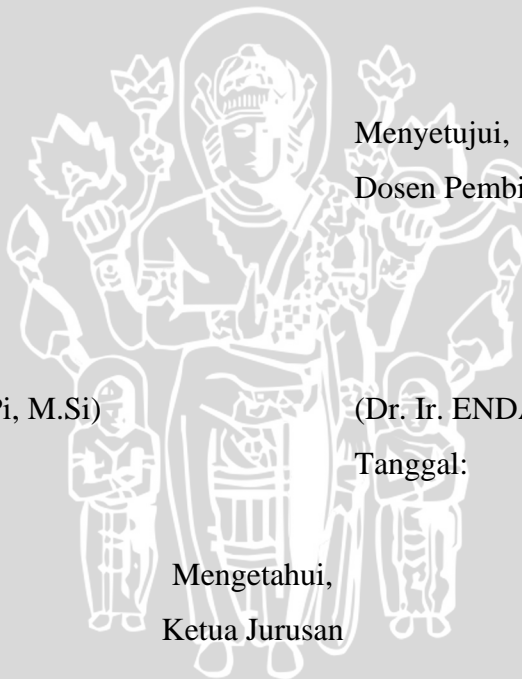 Menyetujui,
Dosen Pembi
Pi, M.Si)
(Dr. Ir. ENDA
Tanggal:
Mengetahui,
Ketua Jurusan